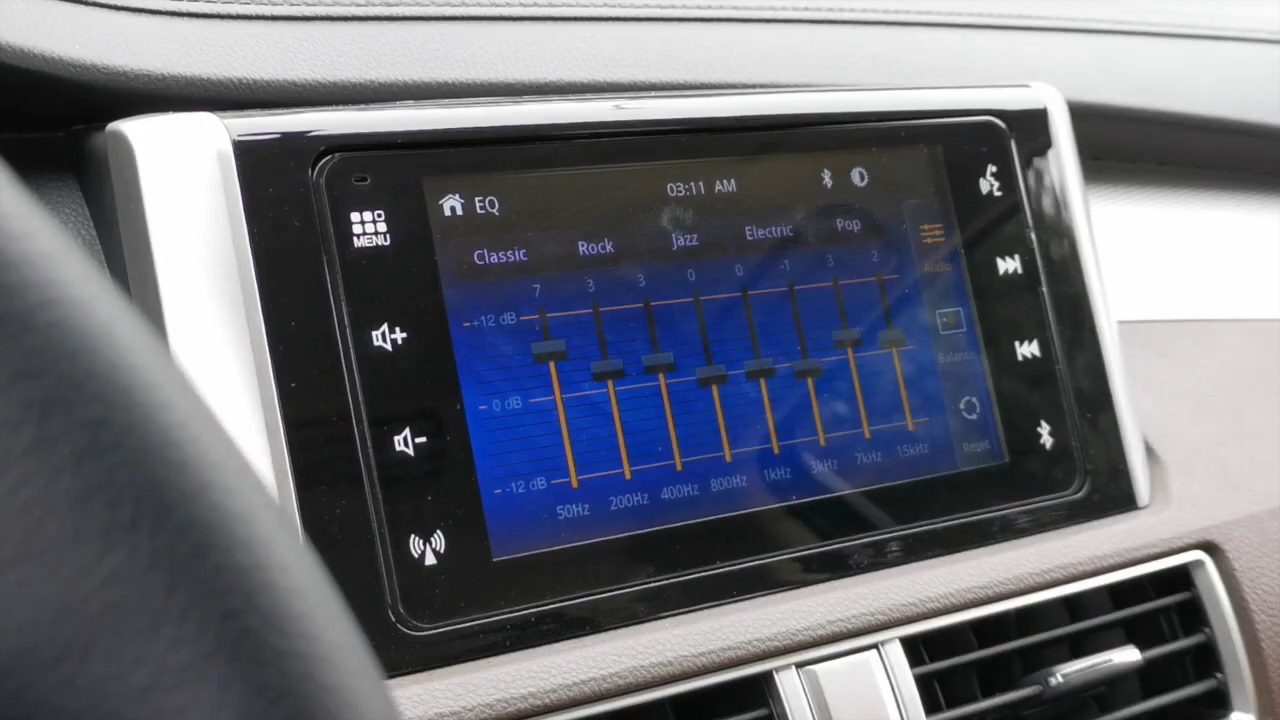 EQ 03:11 AM
MENU
Classic Rock Jazz Electric Pop
7 3 3 0 0 -1 3 2
Audio
+12 dB
0 dB
-12 dB
Balance
Reset
50Hz 200Hz 400Hz 800Hz 1kHz 3kHz 7kHz 15kHz